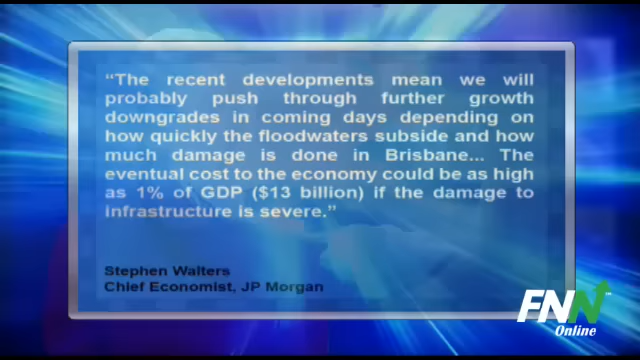 “The recent developments mean we will
probably push through further growth
downgrades in coming days depending on
how quickly the floodwaters subside and how
much damage is done in Brisbane... The
eventual cost to the economy could be as high
as 1% of GDP ($13 billion) if the damage to
infrastructure is severe.”
Stephen Walters
Chief Economist, JP Morgan
FNN
Online